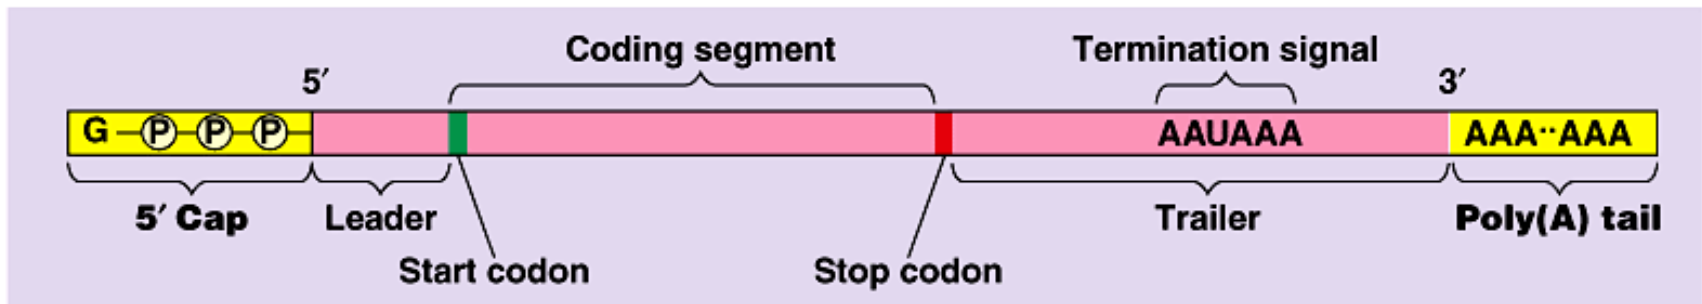 Coding segment
Termination signal
5′
3′
G P P P
AAUAAA
AAA··AAA
5′ Cap
Leader
Trailer
Poly(A) tail
Start codon
Stop codon